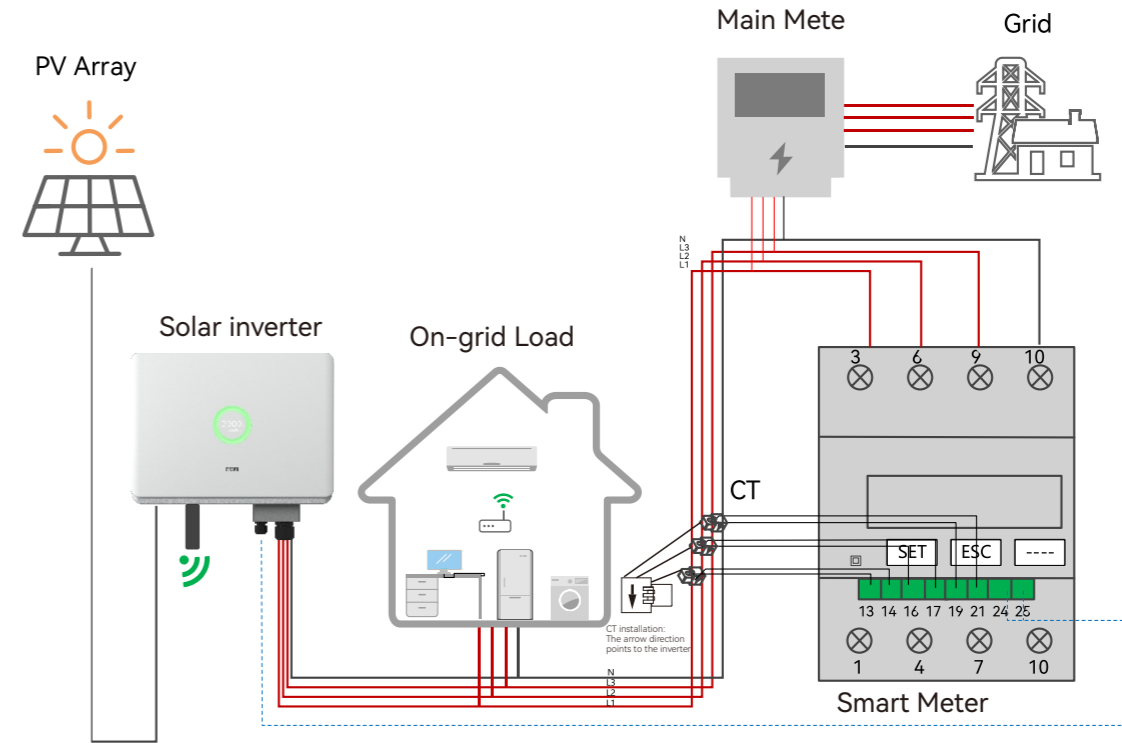 Main Mete
Grid
PV Array
N
L3
L2
L1
Solar inverter
On-grid Load
3
6
9
10
CT
SET
ESC
----
13
14
16
17
19
21
24
25
CT installation:
The arrow direction
points to the inverter
1
4
7
10
N
L3
L2
L1
Smart Meter